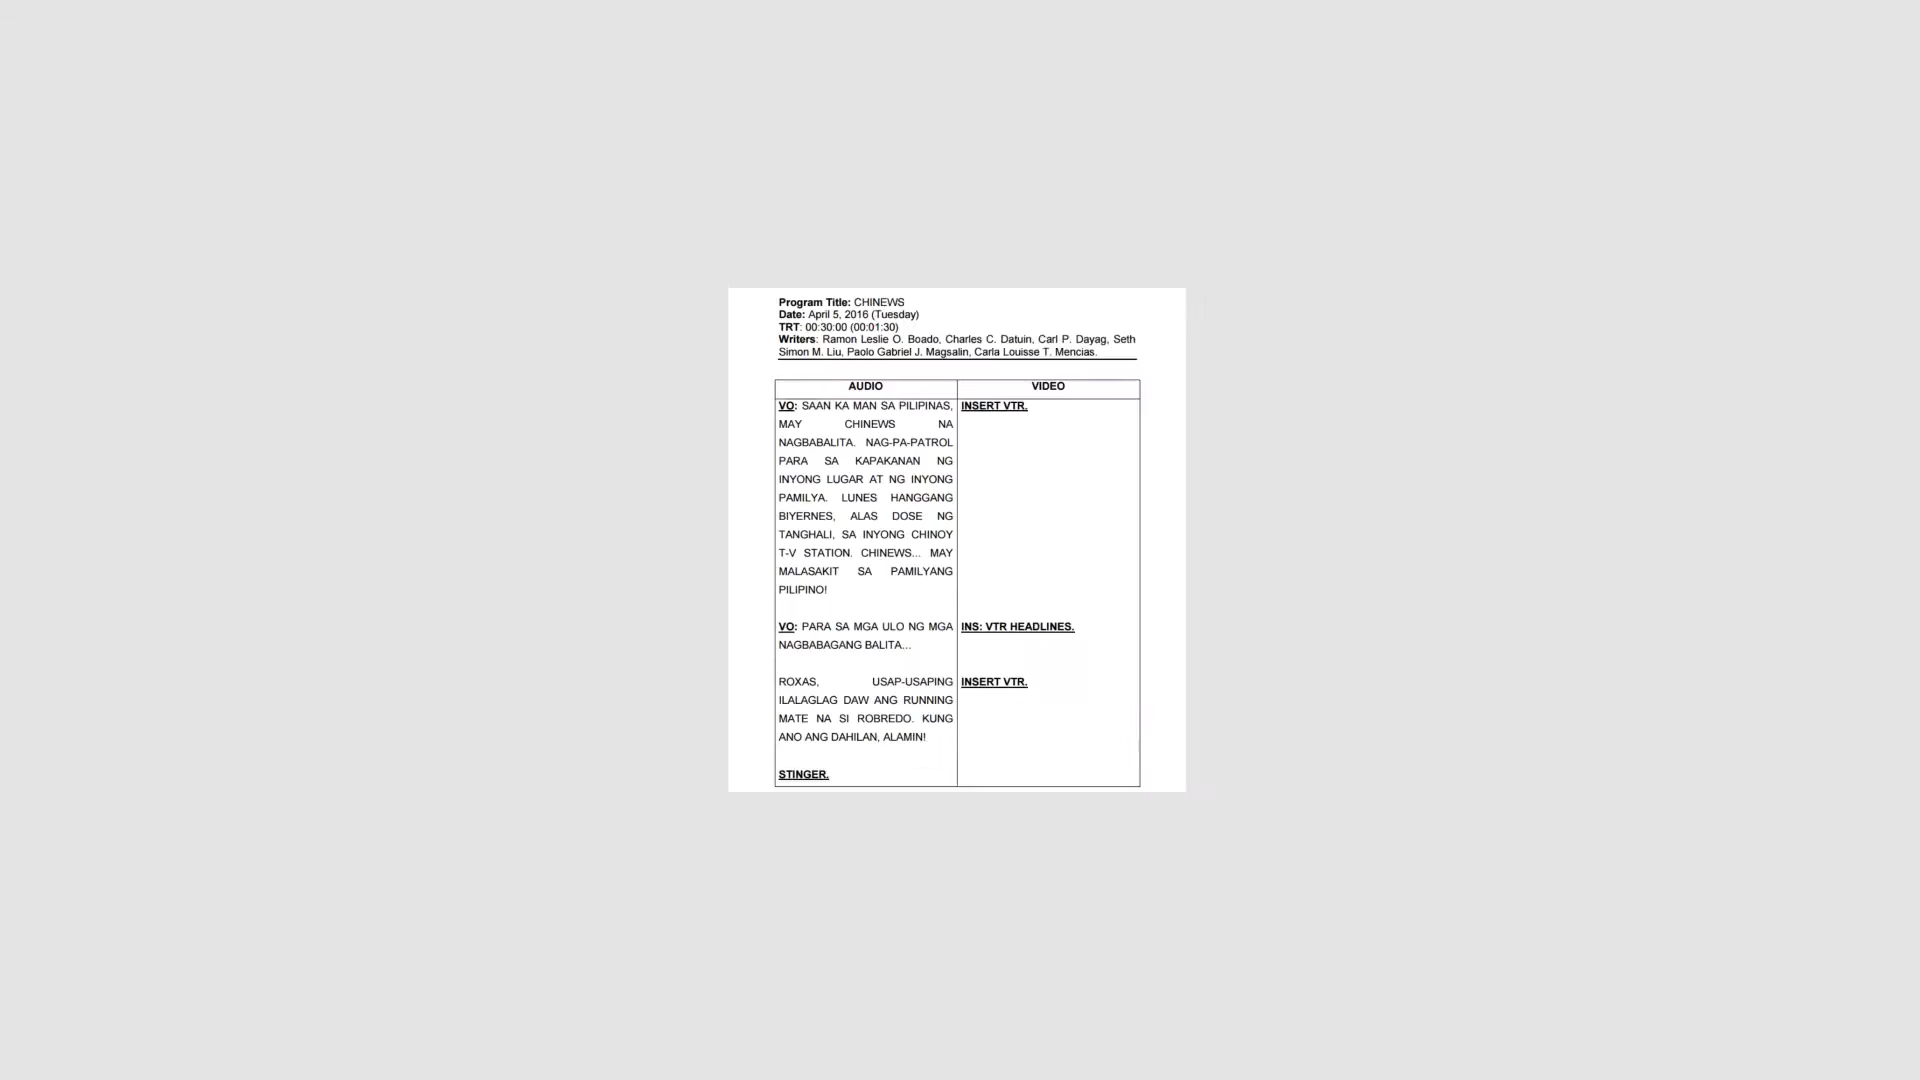 Program Title: CHINEWS
Date: April 5, 2016 (Tuesday)
TRT: 00:30:00 (00:01:30)
Writers: Ramon Leslie O. Boado, Charles C. Datuin, Carl P. Dayag, Seth
Simon M. Liu, Paolo Gabriel J. Magsalin, Carla Louisse T. Mencias.
AUDIO VIDEO
VO: SAAN KA MAN SA PILIPINAS, INSERT VTR.
MAY CHINEWS NA
NAGBABALITA. NAG-PA-PATROL
PARA SA KAPAKANAN NG
INYONG LUGAR AT NG INYONG
PAMILYA. LUNES HANGGANG
BIYERNES, ALAS DOSE NG
TANGHALI, SA INYONG CHINOY
T-V STATION. CHINEWS... MAY
MALASAKIT SA PAMILYANG
PILIPINO!
VO: PARA SA MGA ULO NG MGA INS: VTR HEADLINES.
NAGBABAGANG BALITA...
ROXAS, USAP-USAPING INSERT VTR.
ILALAGLAG DAW ANG RUNNING
MATE NA SI ROBREDO. KUNG
ANO ANG DAHILAN, ALAMIN!
STINGER.